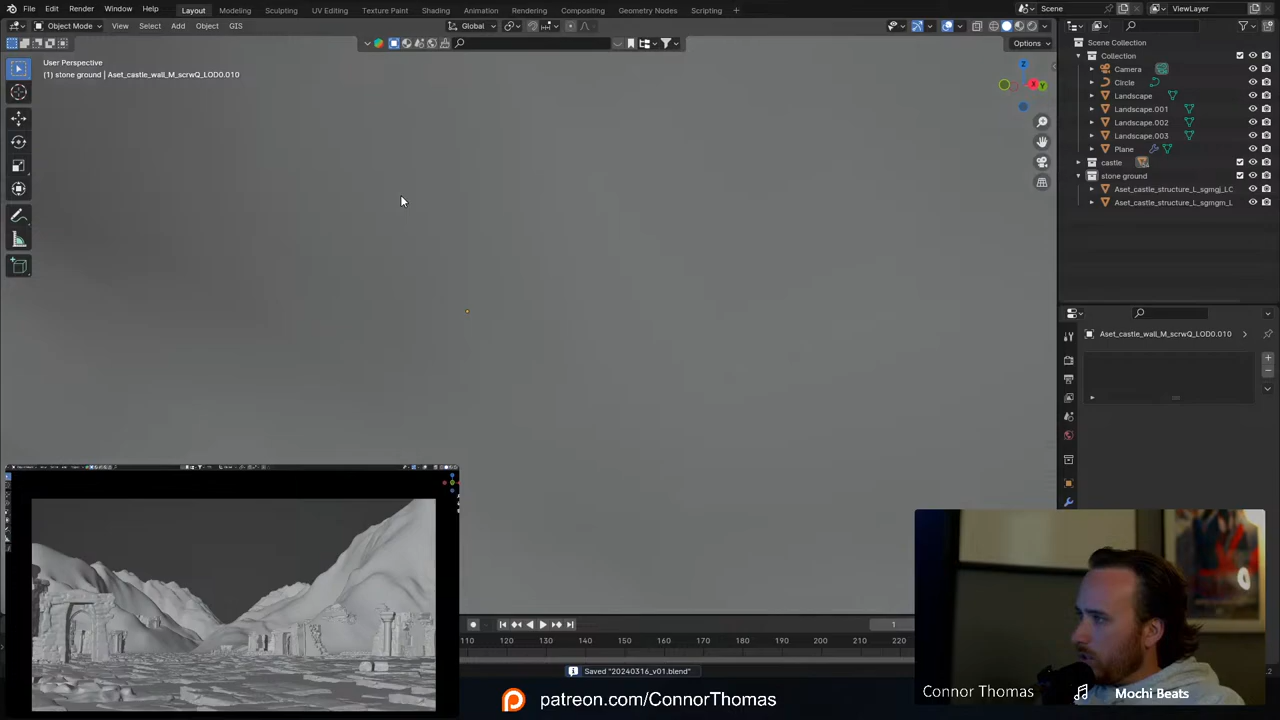 File Edit Render Window Help Layout Modeling Sculpting UV Editing Texture Paint Shading Animation Rendering Compositing Geometry Nodes Scripting + Scene ViewLayer
Object Mode View Select Add Object GIS Global
Options
User Perspective
(1) stone ground | Aset_castle_wall_M_scrwQ_LOD0.010
Z
X
Y
Scene Collection
Collection
Camera
Circle
Landscape
Landscape.001
Landscape.002
Landscape.003
Plane
castle
stone ground
Aset_castle_structure_L_sgmgj_LC
Aset_castle_structure_L_sgmgm_L
Aset_castle_wall_M_scrwQ_LOD0.010
1
110 120 130 140 150 160 170 180 190 200 210 220
Saved "20240316_v01.blend"
patreon.com/ConnorThomas
Connor Thomas
Mochi Beats